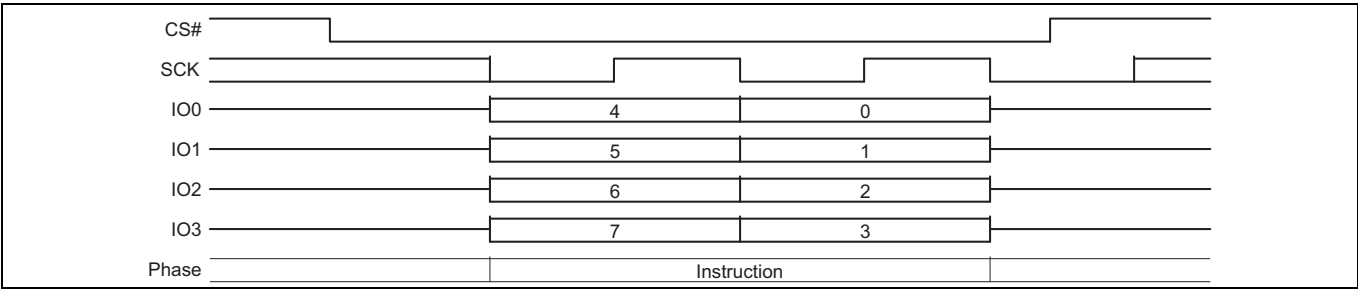 CS#
SCK
IO0 4 0
IO1 5 1
IO2 6 2
IO3 7 3
Phase Instruction